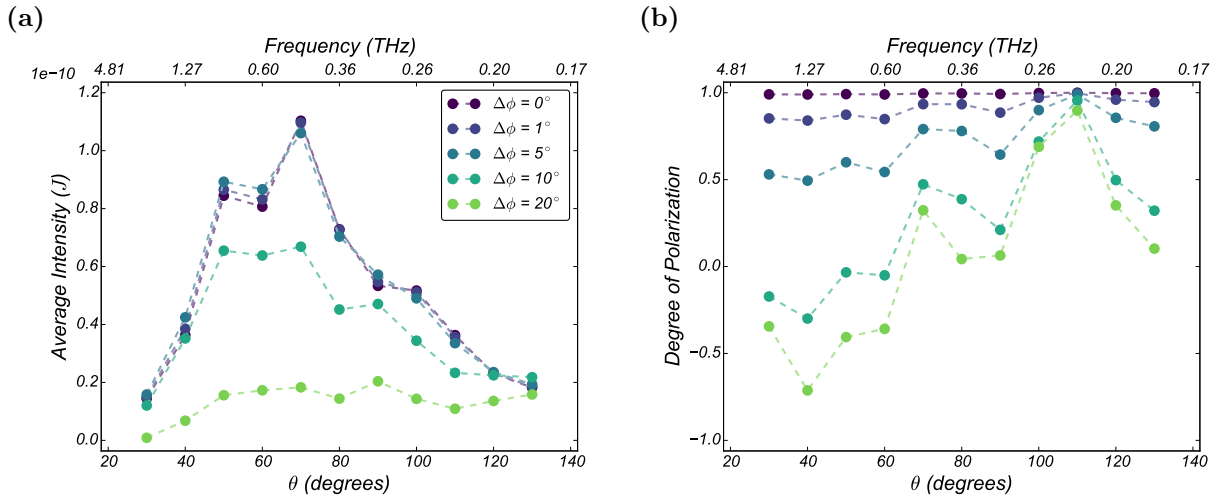 (a)
Frequency (THz)
1e−10 4.81 1.27 0.60 0.36 0.26 0.20 0.17
1.2
1.0
0.8
0.6
0.4
0.2
0.0
Average Intensity (J)
Δϕ = 0°
Δϕ = 1°
Δϕ = 5°
Δϕ = 10°
Δϕ = 20°
20 40 60 80 100 120 140
θ (degrees)
(b)
Frequency (THz)
4.81 1.27 0.60 0.36 0.26 0.20 0.17
1.0
0.5
0.0
−0.5
−1.0
Degree of Polarization
20 40 60 80 100 120 140
θ (degrees)